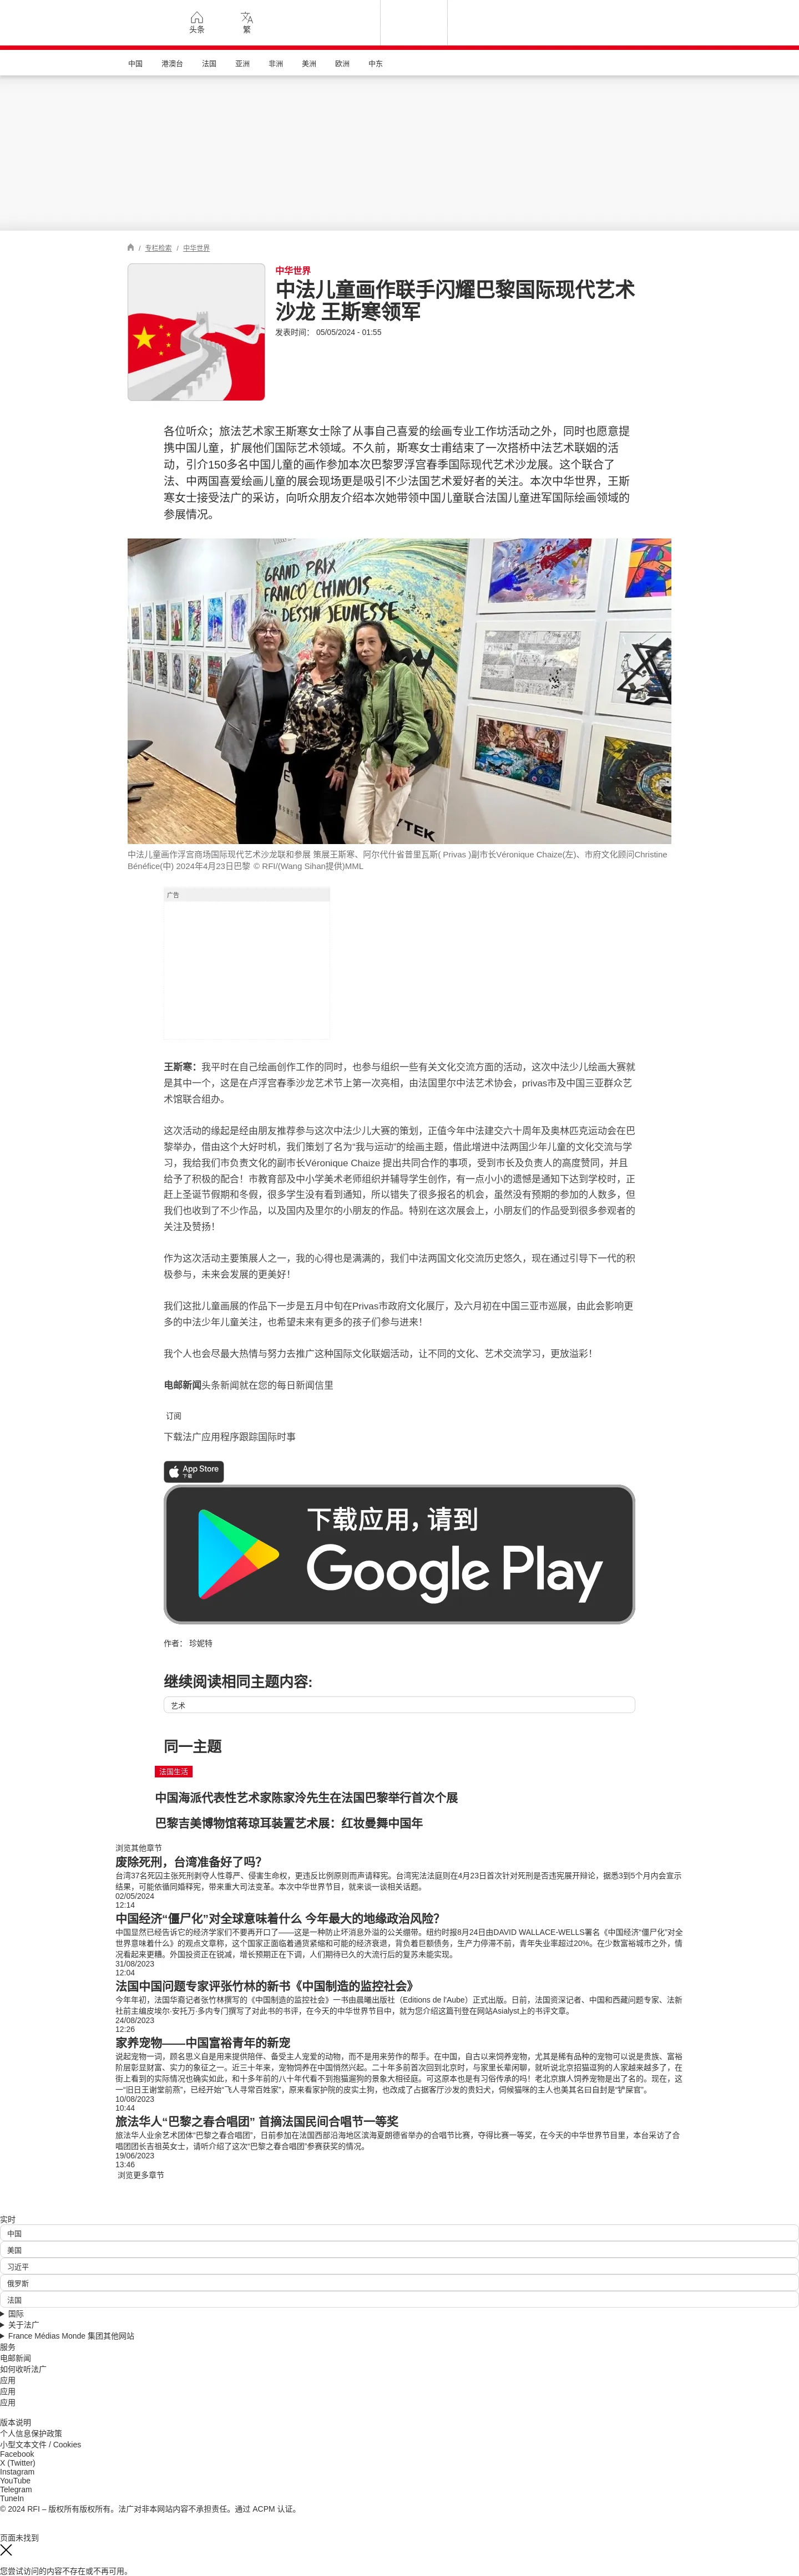 头条
繁
中国 港澳台 法国 亚洲 非洲 美洲 欧洲 中东
/ 专栏检索 / 中华世界
中华世界
中法儿童画作联手闪耀巴黎国际现代艺术
沙龙 王斯寒领军
发表时间： 05/05/2024 - 01:55
各位听众；旅法艺术家王斯寒女士除了从事自己喜爱的绘画专业工作坊活动之外，同时也愿意提
携中国儿童，扩展他们国际艺术领域。不久前，斯寒女士甫结束了一次搭桥中法艺术联姻的活
动，引介150多名中国儿童的画作参加本次巴黎罗浮宫春季国际现代艺术沙龙展。这个联合了
法、中两国喜爱绘画儿童的展会现场更是吸引不少法国艺术爱好者的关注。本次中华世界，王斯
寒女士接受法广的采访，向听众朋友介绍本次她带领中国儿童联合法国儿童进军国际绘画领域的
参展情况。
GRAND PRIX
FRANCO CHINOIS
DU DESSIN JEUNESSE
TEK
中法儿童画作浮宫商场国际现代艺术沙龙联和参展 策展王斯寒、阿尔代什省普里瓦斯( Privas )副市长Véronique Chaize(左)、市府文化顾问Christine
Bénéfice(中) 2024年4月23日巴黎 © RFI/(Wang Sihan提供)MML
广告
王斯寒：我平时在自己绘画创作工作的同时，也参与组织一些有关文化交流方面的活动，这次中法少儿绘画大赛就
是其中一个，这是在卢浮宫春季沙龙艺术节上第一次亮相，由法国里尔中法艺术协会，privas市及中国三亚群众艺
术馆联合组办。
这次活动的缘起是经由朋友推荐参与这次中法少儿大赛的策划，正值今年中法建交六十周年及奥林匹克运动会在巴
黎举办，借由这个大好时机，我们策划了名为“我与运动”的绘画主题，借此增进中法两国少年儿童的文化交流与学
习，我给我们市负责文化的副市长Véronique Chaize 提出共同合作的事项，受到市长及负责人的高度赞同，并且
给予了积极的配合！市教育部及中小学美术老师组织并辅导学生创作，有一点小小的遗憾是通知下达到学校时，正
赶上圣诞节假期和冬假，很多学生没有看到通知，所以错失了很多报名的机会，虽然没有预期的参加的人数多，但
我们也收到了不少作品，以及国内及里尔的小朋友的作品。特别在这次展会上，小朋友们的作品受到很多参观者的
关注及赞扬！
作为这次活动主要策展人之一，我的心得也是满满的，我们中法两国文化交流历史悠久，现在通过引导下一代的积
极参与，未来会发展的更美好！
我们这批儿童画展的作品下一步是五月中旬在Privas市政府文化展厅，及六月初在中国三亚市巡展，由此会影响更
多的中法少年儿童关注，也希望未来有更多的孩子们参与进来！
我个人也会尽最大热情与努力去推广这种国际文化联姻活动，让不同的文化、艺术交流学习，更放溢彩！
电邮新闻头条新闻就在您的每日新闻信里
订阅
下载法广应用程序跟踪国际时事
App Store
下载
下载应用，请到
Google Play
作者： 珍妮特
继续阅读相同主题内容:
艺术
同一主题
法国生活
中国海派代表性艺术家陈家泠先生在法国巴黎举行首次个展
巴黎吉美博物馆蒋琼耳装置艺术展：红妆曼舞中国年
浏览其他章节
废除死刑，台湾准备好了吗？
台湾37名死囚主张死刑剥夺人性尊严、侵害生命权，更违反比例原则而声请释宪。台湾宪法法庭则在4月23日首次针对死刑是否违宪展开辩论，据悉3到5个月内会宣示
结果，可能依循同婚释宪，带来重大司法变革。本次中华世界节目，就来谈一谈相关话题。
02/05/2024
12:14
中国经济“僵尸化”对全球意味着什么 今年最大的地缘政治风险？
中国显然已经告诉它的经济学家们不要再开口了——这是一种防止坏消息外溢的公关绷带。纽约时报8月24日由DAVID WALLACE-WELLS署名《中国经济“僵尸化”对全
世界意味着什么》的观点文章称，这个国家正面临着通货紧缩和可能的经济衰退，背负着巨额债务，生产力停滞不前，青年失业率超过20%。在少数富裕城市之外，情
况看起来更糟。外国投资正在锐减，增长预期正在下调，人们期待已久的大流行后的复苏未能实现。
31/08/2023
12:04
法国中国问题专家评张竹林的新书《中国制造的监控社会》
今年年初，法国华裔记者张竹林撰写的《中国制造的监控社会》一书由晨曦出版社（Editions de l'Aube）正式出版。日前，法国资深记者、中国和西藏问题专家、法新
社前主编皮埃尔·安托万·多内专门撰写了对此书的书评，在今天的中华世界节目中，就为您介绍这篇刊登在网站Asialyst上的书评文章。
24/08/2023
12:26
家养宠物——中国富裕青年的新宠
说起宠物一词，顾名思义自是用来提供陪伴、备受主人宠爱的动物，而不是用来劳作的帮手。在中国，自古以来饲养宠物，尤其是稀有品种的宠物可以说是贵族、富裕
阶层彰显财富、实力的象征之一。近三十年来，宠物饲养在中国悄然兴起。二十年多前首次回到北京时，与家里长辈闲聊，就听说北京招猫逗狗的人家越来越多了，在
街上看到的实际情况也确实如此，和十多年前的八十年代看不到抱猫遛狗的景象大相径庭。可这原本也是有习俗传承的吗！老北京旗人饲养宠物是出了名的。现在，这
一“旧日王谢堂前燕”，已经开始“飞人寻常百姓家”，原来看家护院的皮实土狗，也改成了占据客厅沙发的贵妇犬，伺候猫咪的主人也美其名曰自封是“铲屎官”。
10/08/2023
10:44
旅法华人“巴黎之春合唱团” 首摘法国民间合唱节一等奖
旅法华人业余艺术团体“巴黎之春合唱团”，日前参加在法国西部沿海地区滨海夏朗德省举办的合唱节比赛，夺得比赛一等奖，在今天的中华世界节目里，本台采访了合
唱团团长吉祖英女士，请听介绍了这次“巴黎之春合唱团”参赛获奖的情况。
19/06/2023
13:46
浏览更多章节
实时
中国
美国
习近平
俄罗斯
法国
国际
关于法广
France Médias Monde 集团其他网站
服务
电邮新闻
如何收听法广
应用
应用
应用
版本说明
个人信息保护政策
小型文本文件 / Cookies
Facebook
X (Twitter)
Instagram
YouTube
Telegram
TuneIn
© 2024 RFI – 版权所有版权所有。法广对非本网站内容不承担责任。通过 ACPM 认证。
页面未找到
您尝试访问的内容不存在或不再可用。